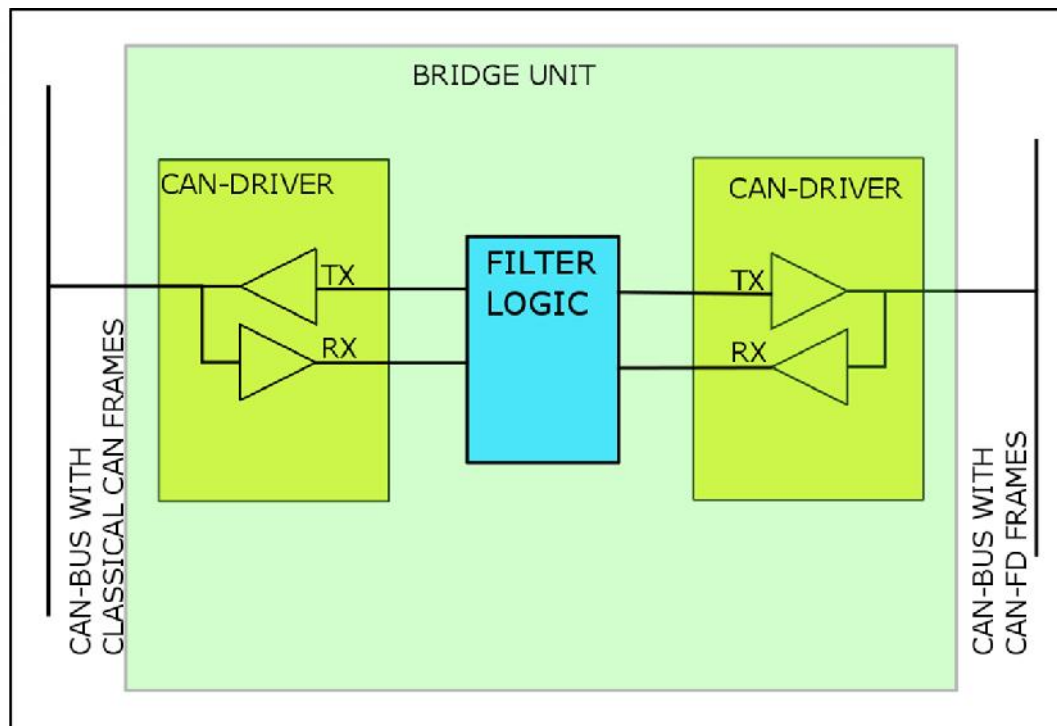 BRIDGE UNIT
CAN-DRIVER
CAN-DRIVER
TX
RX
FILTER
LOGIC
TX
RX
CAN-BUS WITH
CLASSICAL CAN FRAMES
CAN-BUS WITH
CAN-FD FRAMES